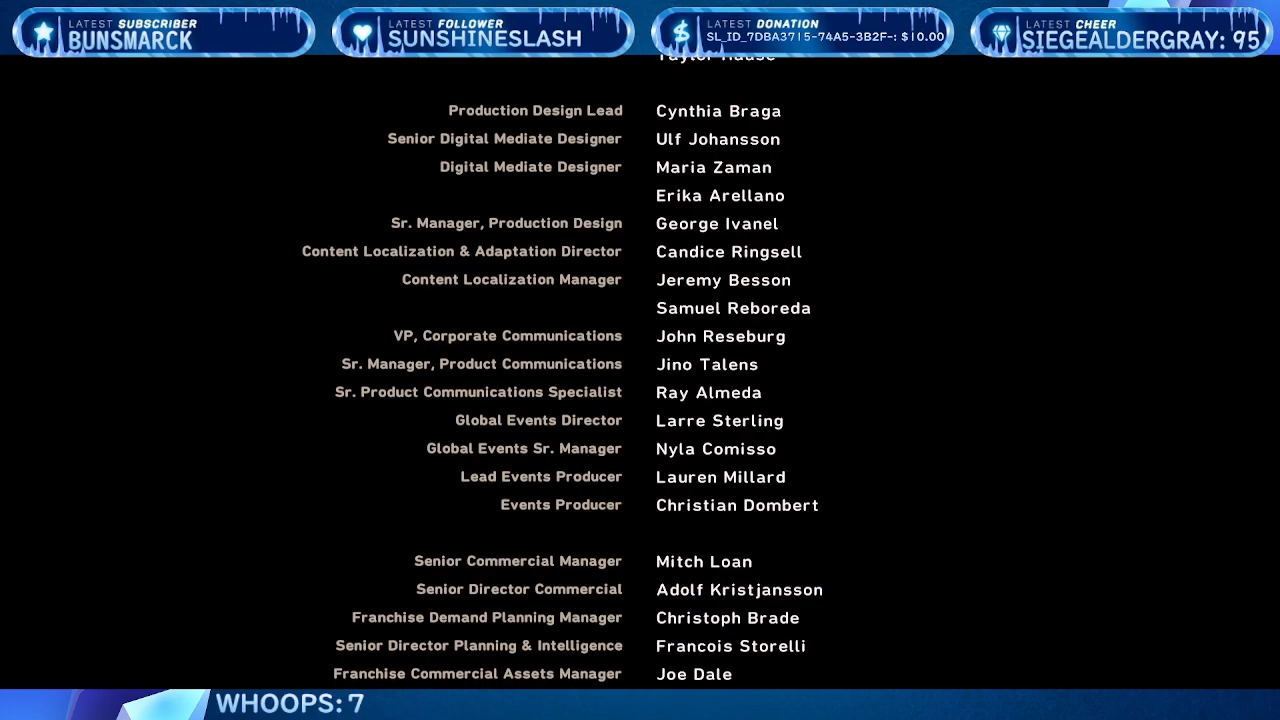 LATEST SUBSCRIBER
BUNSMARCK
LATEST FOLLOWER
SUNSHINESLASH
LATEST DONATION
SL_ID_7DBA3715-74A5-3B2F-: $10.00
LATEST CHEER
SIEGEALDERGRAY: 95
Production Design Lead Cynthia Braga
Senior Digital Mediate Designer Ulf Johansson
Digital Mediate Designer Maria Zaman
Erika Arellano
Sr. Manager, Production Design George Ivanel
Content Localization & Adaptation Director Candice Ringsell
Content Localization Manager Jeremy Besson
Samuel Reboreda
VP, Corporate Communications John Reseburg
Sr. Manager, Product Communications Jino Talens
Sr. Product Communications Specialist Ray Almeda
Global Events Director Larre Sterling
Global Events Sr. Manager Nyla Comisso
Lead Events Producer Lauren Millard
Events Producer Christian Dombert
Senior Commercial Manager Mitch Loan
Senior Director Commercial Adolf Kristjansson
Franchise Demand Planning Manager Christoph Brade
Senior Director Planning & Intelligence Francois Storelli
Franchise Commercial Assets Manager Joe Dale
WHOOPS: 7